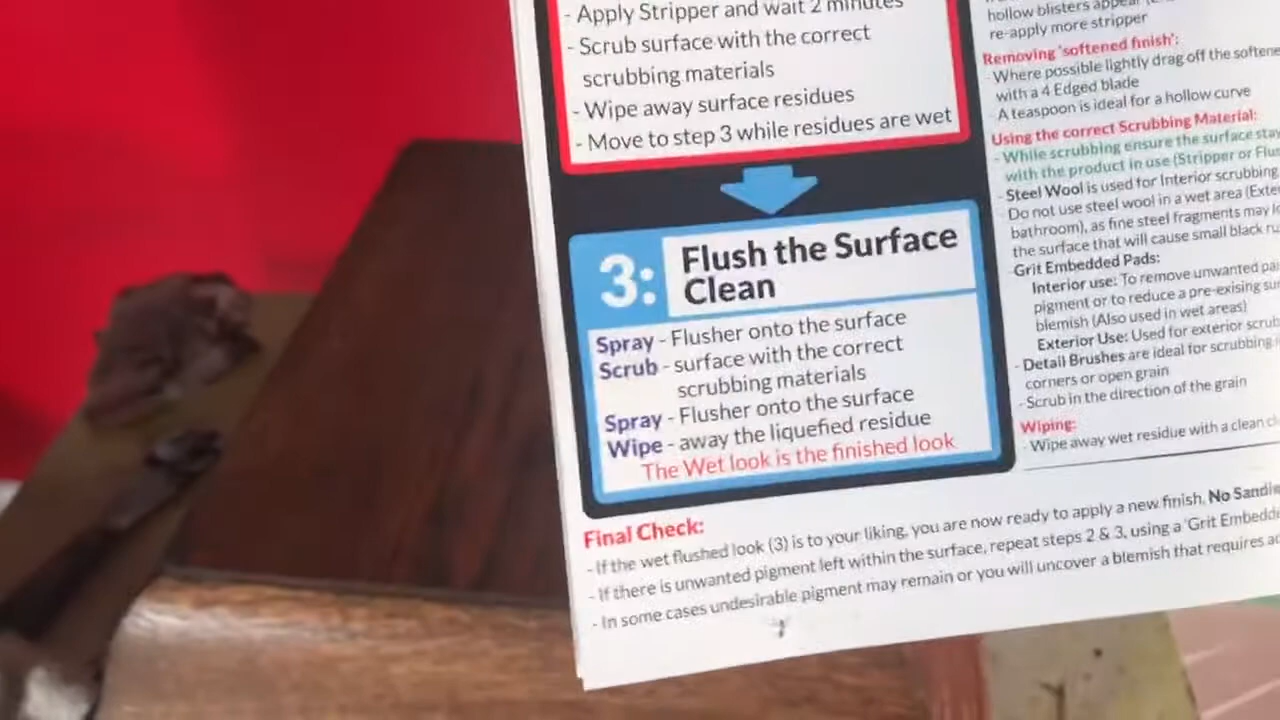 - Apply Stripper and wait 2 minutes
- Scrub surface with the correct
scrubbing materials
- Wipe away surface residues
- Move to step 3 while residues are wet
3: Flush the Surface
Clean
Spray - Flusher onto the surface
Scrub - surface with the correct
scrubbing materials
Spray - Flusher onto the surface
Wipe - away the liquefied residue
The Wet look is the finished look
hollow blisters appear
re-apply more stripper
Removing 'softened finish':
- Where possible lightly drag off the
with a 4 Edged blade
A teaspoon is ideal for a hollow curve
Using the correct Scrubbing Material:
- While scrubbing ensure the surface
with the product in use (Stripper or
- Steel Wool is used for Interior scrubbing
Do not use steel wool in a wet area
bathroom), as fine steel fragments may
the surface that will cause small black
- Grit Embedded Pads:
Interior use: To remove unwanted
pigment or to reduce a pre-exising
blemish (Also used in wet areas)
Exterior Use: Used for exterior
- Detail Brushes are ideal for scrubbing
corners or open grain
- Scrub in the direction of the grain
Wiping:
- Wipe away wet residue with a clean
Final Check:
- If the wet flushed look (3) is to your liking, you are now ready to apply a new finish. No
- If there is unwanted pigment left within the surface, repeat steps 2 & 3, using a 'Grit
- In some cases undesirable pigment may remain or you will uncover a blemish that requires